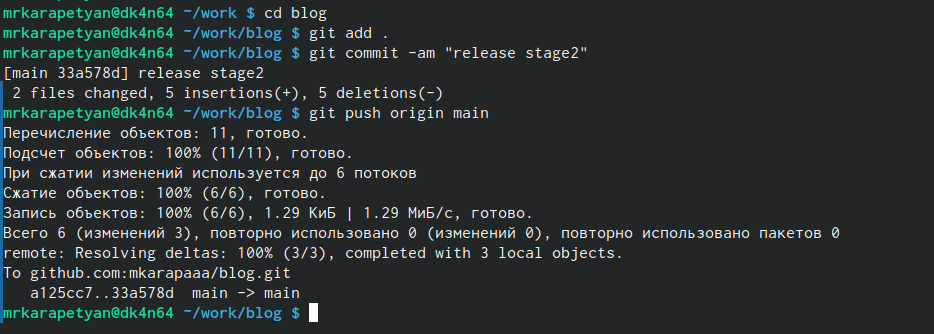 mrkarapetyan@dk4n64 ~/work $ cd blog
mrkarapetyan@dk4n64 ~/work/blog $ git add .
mrkarapetyan@dk4n64 ~/work/blog $ git commit -am "release stage2"
[main 33a578d] release stage2
 2 files changed, 5 insertions(+), 5 deletions(-)
mrkarapetyan@dk4n64 ~/work/blog $ git push origin main
Перечисление объектов: 11, готово.
Подсчет объектов: 100% (11/11), готово.
При сжатии изменений используется до 6 потоков
Сжатие объектов: 100% (6/6), готово.
Запись объектов: 100% (6/6), 1.29 КиБ | 1.29 МиБ/с, готово.
Всего 6 (изменений 3), повторно использовано 0 (изменений 0), повторно использовано пакетов 0
remote: Resolving deltas: 100% (3/3), completed with 3 local objects.
To github.com:mkarapaaa/blog.git
   a125cc7..33a578d  main -> main
mrkarapetyan@dk4n64 ~/work/blog $